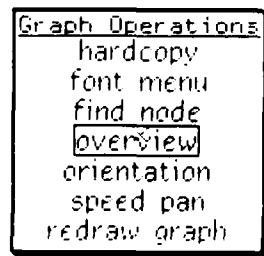 Graph Operations
hardcopy
font menu
find node
overview
orientation
speed pan
redraw graph